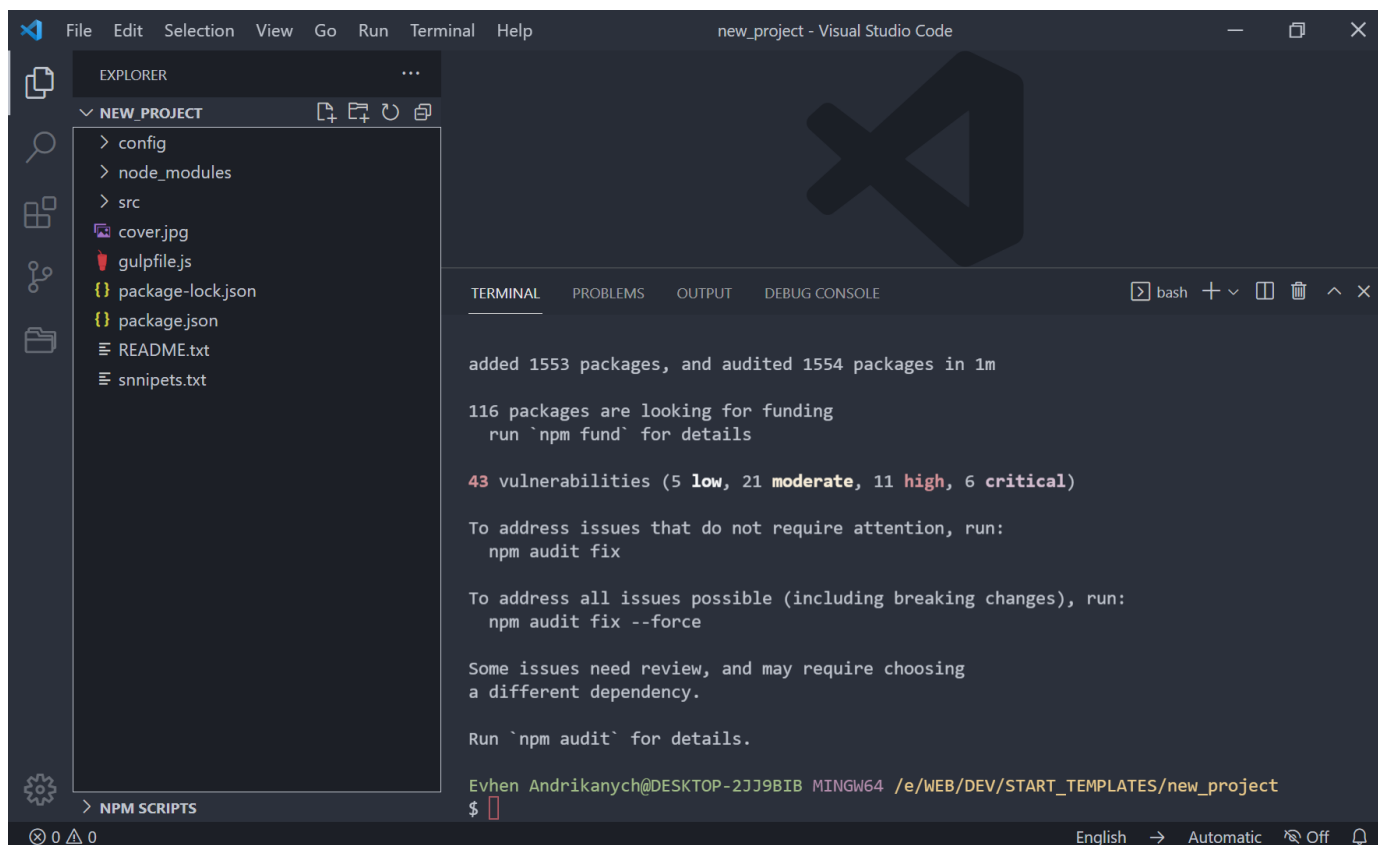 File Edit Selection View Go Run Terminal Help new_project - Visual Studio Code
EXPLORER
NEW_PROJECT
config
node_modules
src
cover.jpg
gulpfile.js
{} package-lock.json
{} package.json
README.txt
snnipets.txt
NPM SCRIPTS
TERMINAL PROBLEMS OUTPUT DEBUG CONSOLE bash
added 1553 packages, and audited 1554 packages in 1m
116 packages are looking for funding
run `npm fund` for details
43 vulnerabilities (5 low, 21 moderate, 11 high, 6 critical)
To address issues that do not require attention, run:
npm audit fix
To address all issues possible (including breaking changes), run:
npm audit fix --force
Some issues need review, and may require choosing
a different dependency.
Run `npm audit` for details.
Evhen Andrikanych@DESKTOP-2JJ9BIB MINGW64 /e/WEB/DEV/START_TEMPLATES/new_project
$
0 0 English → Automatic Off